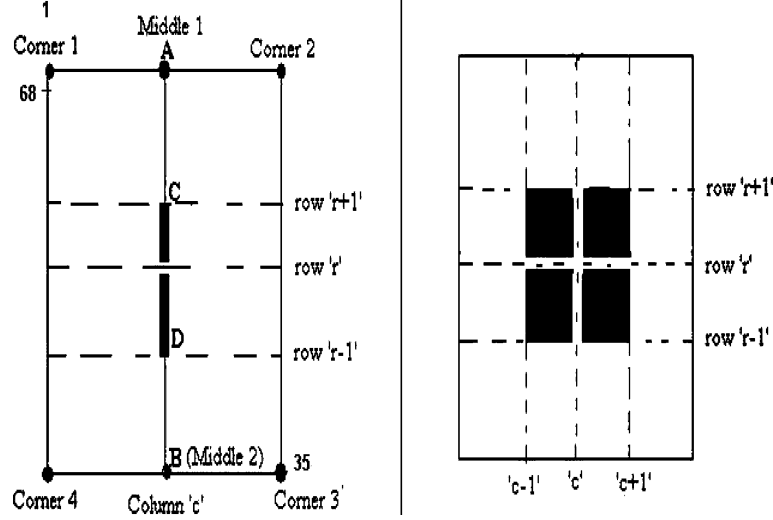 1
Middle 1
Corner 1
A
Corner 2
68
C
row 'r+1'
row 'r'
D
row 'r-1'
B (Middle 2)
35
Corner 4
Column 'c'
Corner 3'
row 'r+1'
row 'r'
row 'r-1'
'c-1'
'c'
'c+1'